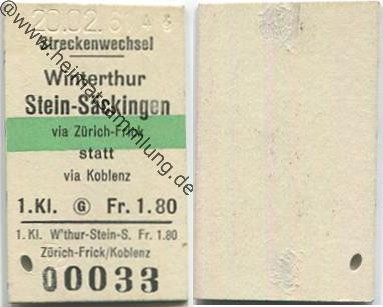 Streckenwechsel
Winterthur
Stein-Säckingen
via Zürich-Frick
statt
via Koblenz
1.Kl. G Fr. 1.80
1. Kl. W'thur-Stein-S. Fr. 1.80
Zürich-Frick/Koblenz
00033
www.heimatsammlung.de